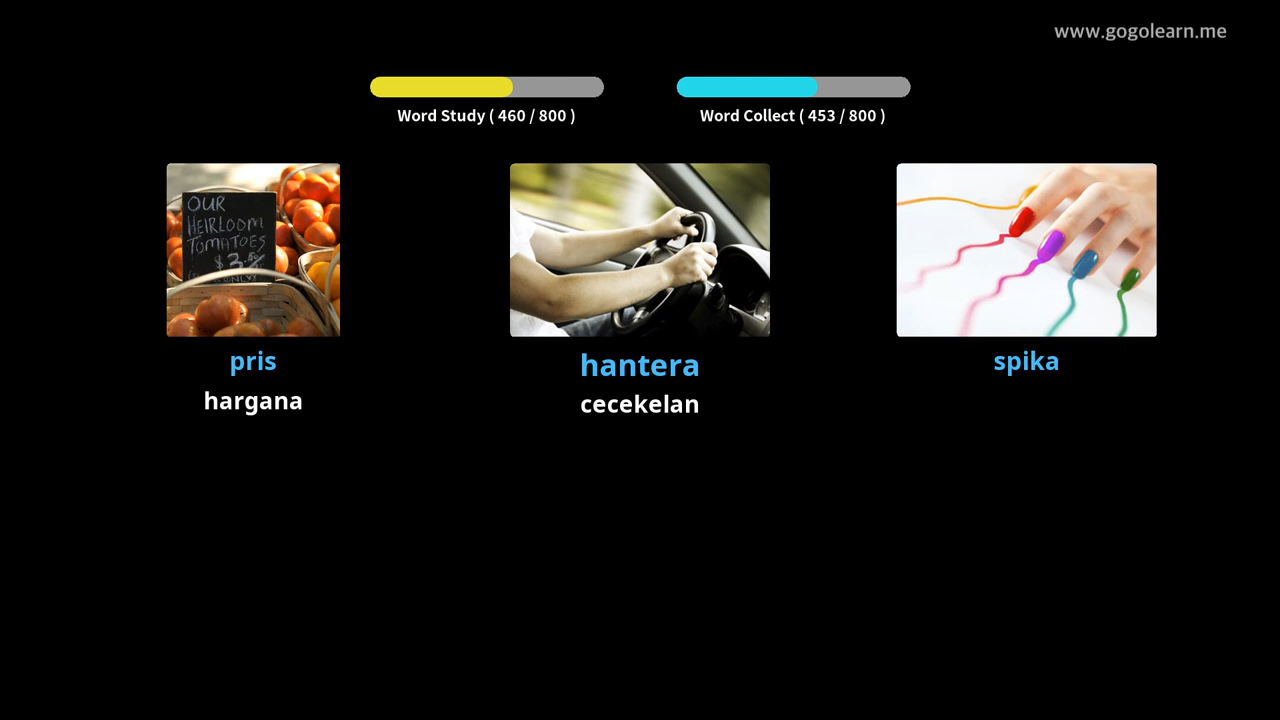 www.gogolearn.me
Word Study ( 460 / 800 )
Word Collect ( 453 / 800 )
OUR
HEIRLOOM
TOMATOES
pris
hantera
spika
hargana
cecekelan